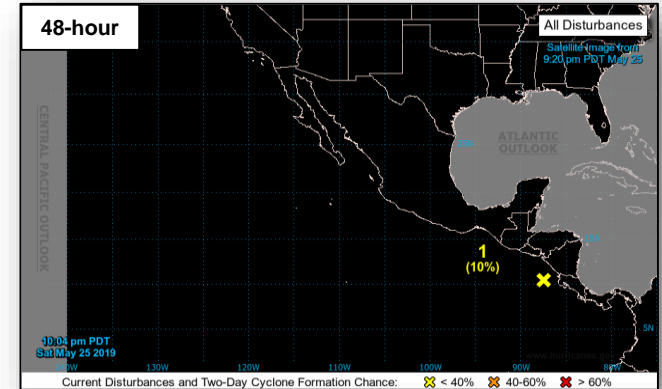 48-hour
All Disturbances
Satellite Image from
9:20 pm PDT May 25
CENTRAL PACIFIC OUTLOOK
ATLANTIC
OUTLOOK
1
(10%)
5N
10:04 pm PDT
Sat May 25 2019
130W 120W 110W 100W 90W 80W
Current Disturbances and Two-Day Cyclone Formation Chance: < 40% 40-60% > 60%